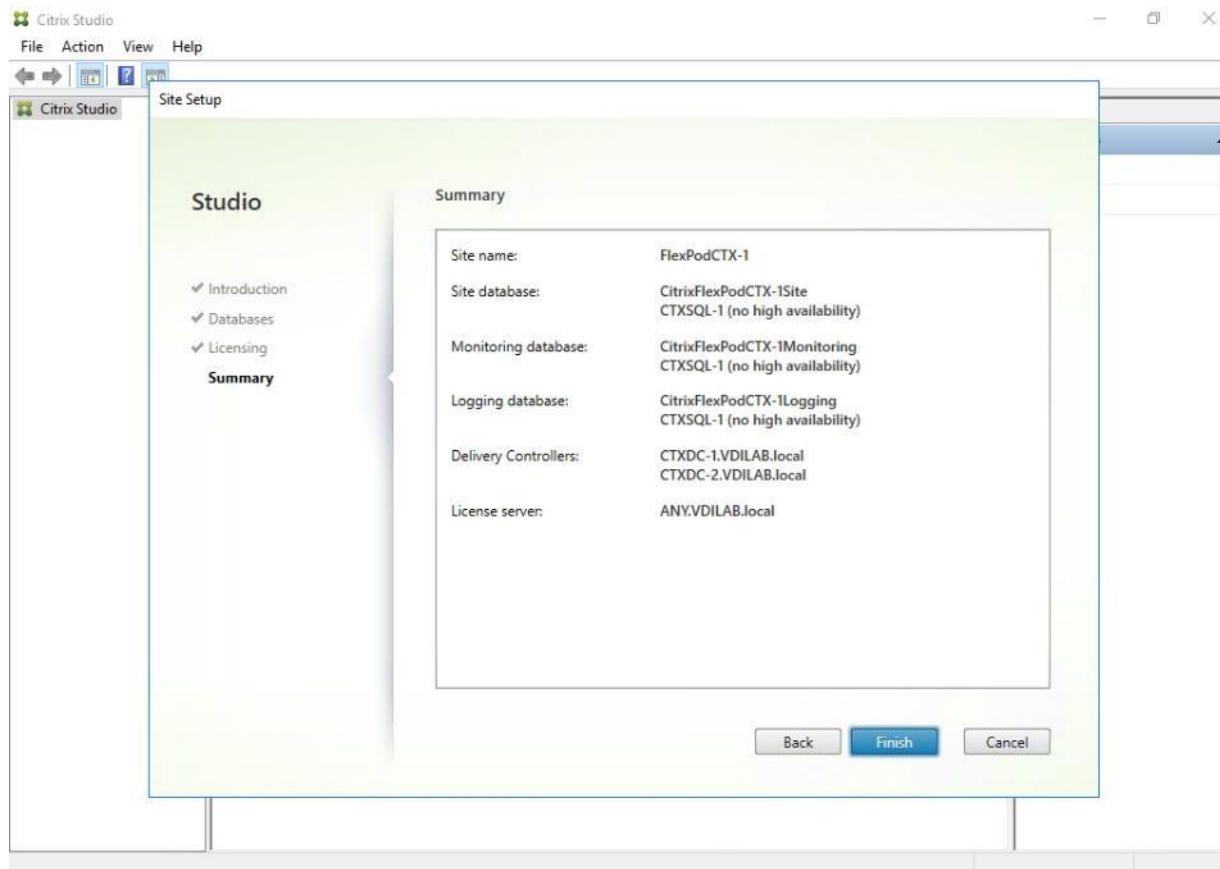 Citrix Studio
File Action View Help
Citrix Studio
Site Setup
Studio
Introduction
Databases
Licensing
Summary
Summary
Site name: FlexPodCTX-1
Site database: CitrixFlexPodCTX-1Site
CTXSQL-1 (no high availability)
Monitoring database: CitrixFlexPodCTX-1Monitoring
CTXSQL-1 (no high availability)
Logging database: CitrixFlexPodCTX-1Logging
CTXSQL-1 (no high availability)
Delivery Controllers: CTXDC-1.VDILAB.local
CTXDC-2.VDILAB.local
License server: ANY.VDILAB.local
Back Finish Cancel